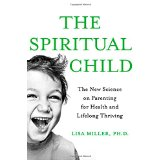 THE
SPIRITUAL
CHILD
The New Science
on Parenting
for Health and
Lifelong Thriving
LISA MILLER, PH.D.